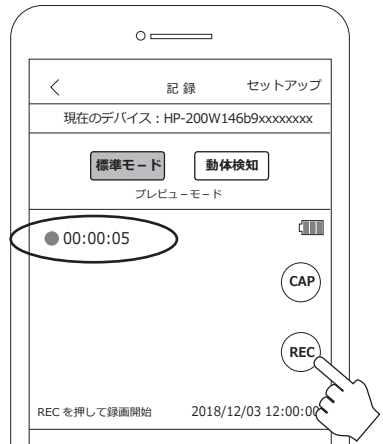 記 録 セットアップ
現在のデバイス：HP-200W146b9xxxxxxxx
標準モード 動体検知
プレビューモード
00:00:05
CAP
REC
RECを押して録画開始 2018/12/03 12:00:00